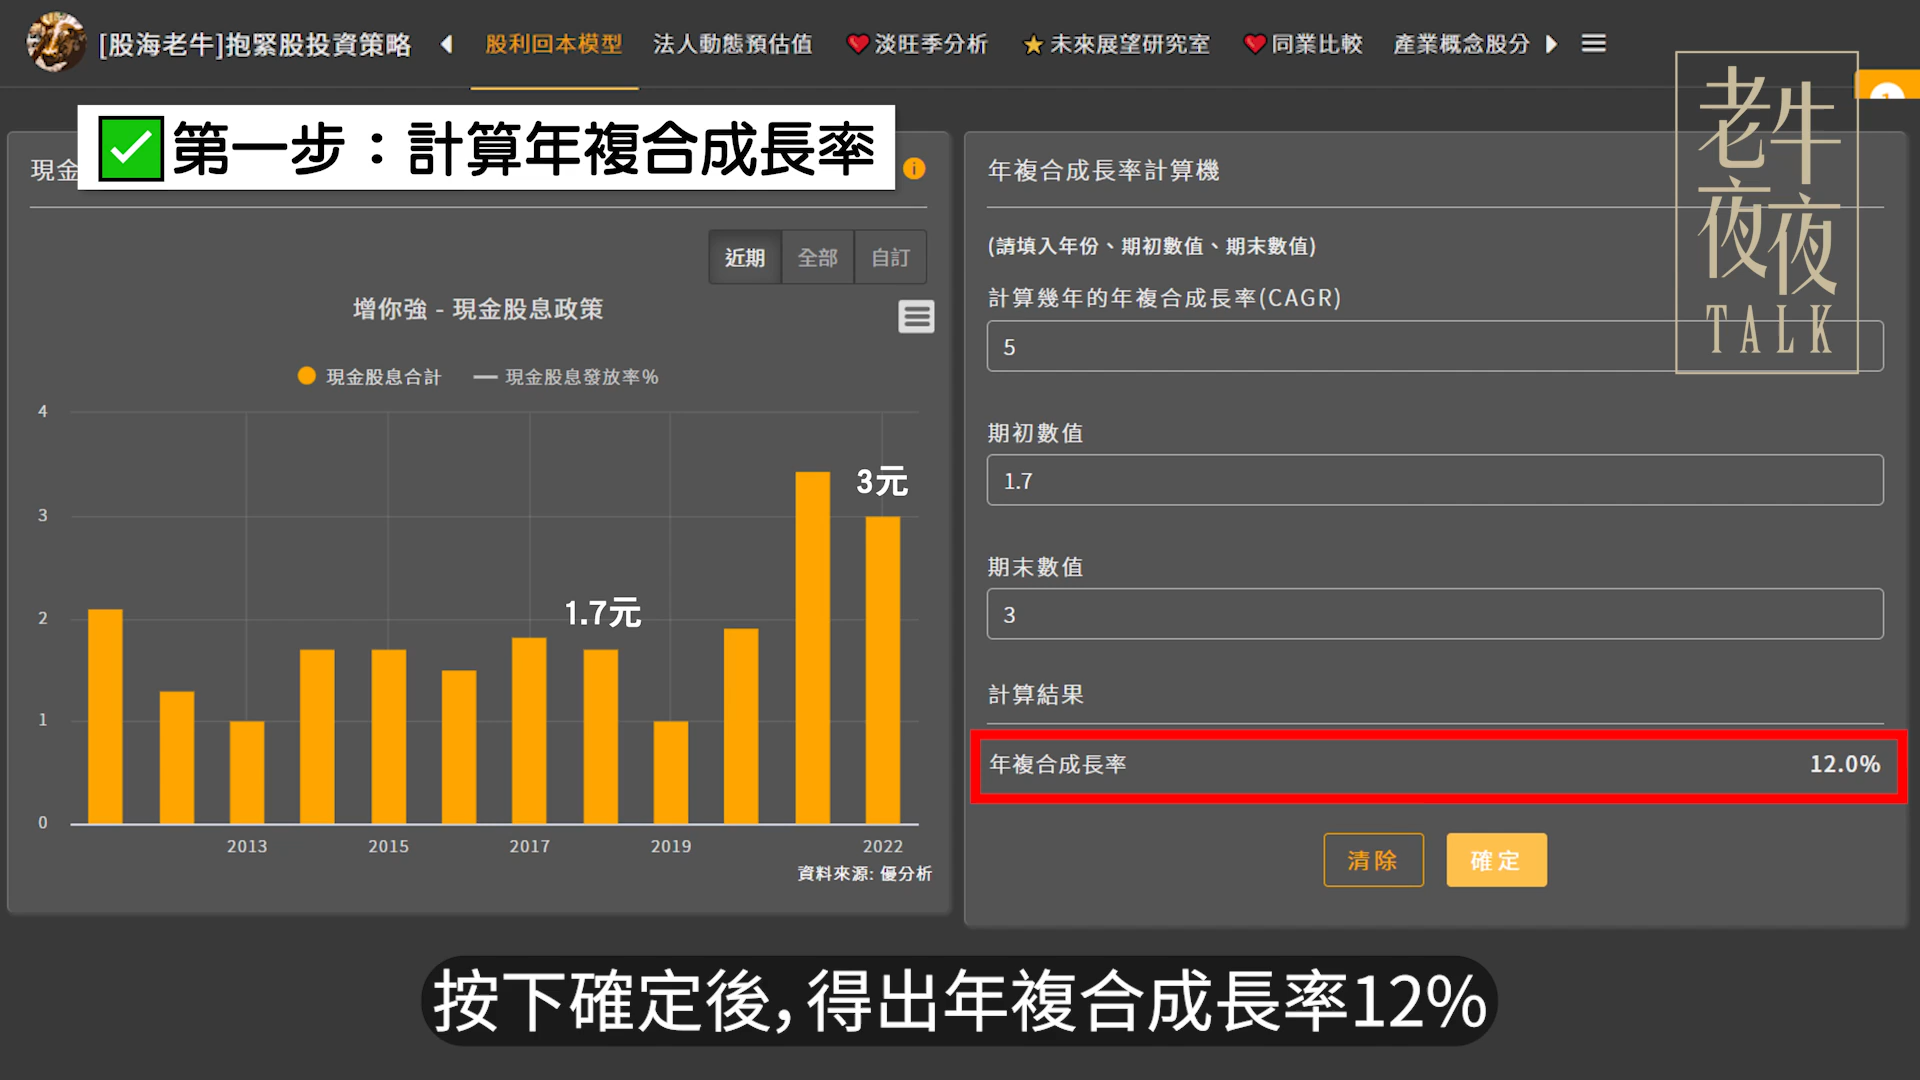 [股海老牛]抱緊股投資策略
股利回本模型
法人動態預估值
淡旺季分析
未來展望研究室
同業比較
產業概念股分
老牛夜夜TALK
第一步：計算年複合成長率
現金
近期
全部
自訂
增你強 - 現金股息政策
現金股息合計
現金股息發放率%
4
3
2
1
0
1.7元
3元
2013
2015
2017
2019
2022
資料來源: 優分析
年複合成長率計算機
(請填入年份、期初數值、期末數值)
計算幾年的年複合成長率(CAGR)
5
期初數值
1.7
期末數值
3
計算結果
年複合成長率
12.0%
清除
確定
按下確定後,得出年複合成長率12%